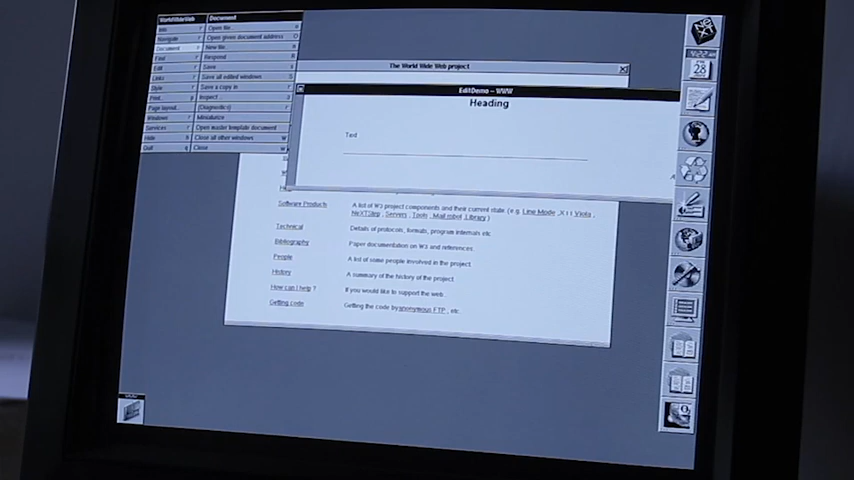 WorldWideWeb
Info
Navigate
Document
Find
Edit
Links
Style
Print...
Page layout...
Windows
Services
Hide
Quit
Document
Open file...
Open given document address
New file...
Respond
Save
Save all edited windows
Save a copy in
Inspect...
(Diagnostics)
Miniaturize
Open master template document
Close all other windows
Close
The World Wide Web project
EditDemo -- WWW
Heading
Text
Software Products
A list of W3 project components and their current state. (e.g. Line Mode ,X11 Viola ,
NeXTStep , Servers , Tools , Mail robot ,Library )
Technical
Details of protocols, formats, program internals etc
Bibliography
Paper documentation on W3 and references.
People
A list of some people involved in the project.
History
A summary of the history of the project.
How can I help ?
If you would like to support the web..
Getting code
Getting the code byanonymous FTP , etc.
28